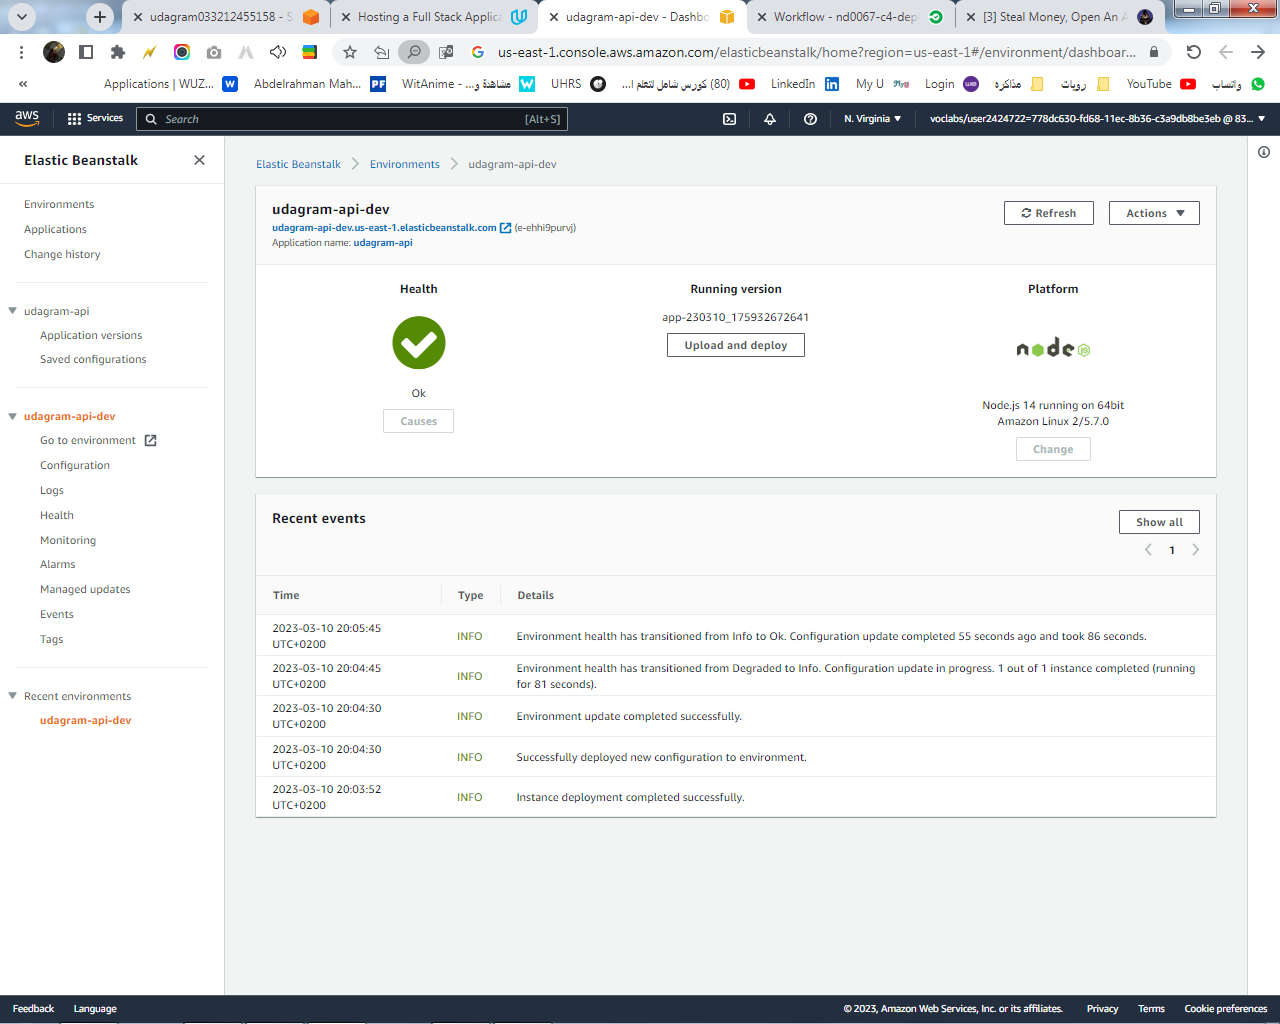 udagram033212455158 - S
Hosting a Full Stack Applica
udagram-api-dev - Dashbo
Workflow - nd0067-c4-dep
[3] Steal Money, Open An A
us-east-1.console.aws.amazon.com/elasticbeanstalk/home?region=us-east-1#/environment/dashboar...
Applications | WUZ...
Abdelrahman Mah...
WitAnime - مشاهدة و...
UHRS
(80) كورس شامل لتعلم ا...
LinkedIn
My U
Login
مذاكره
رويات
YouTube
واتساب
aws
Services
Search
[Alt+S]
N. Virginia
voclabs/user2424722=778dc630-fd68-11ec-8b36-c3a9db8be3eb @ 83...
Elastic Beanstalk
Environments
Applications
Change history
udagram-api
Application versions
Saved configurations
udagram-api-dev
Go to environment
Configuration
Logs
Health
Monitoring
Alarms
Managed updates
Events
Tags
Recent environments
udagram-api-dev
Elastic Beanstalk > Environments > udagram-api-dev
udagram-api-dev
udagram-api-dev.us-east-1.elasticbeanstalk.com (e-ehhi9purvj)
Application name: udagram-api
Refresh
Actions
Health
Ok
Causes
Running version
app-230310_175932672641
Upload and deploy
Platform
node JS
Node.js 14 running on 64bit
Amazon Linux 2/5.7.0
Change
Recent events
Show all
1
Time Type Details
2023-03-10 20:05:45
UTC+0200
INFO
Environment health has transitioned from Info to Ok. Configuration update completed 55 seconds ago and took 86 seconds.
2023-03-10 20:04:45
UTC+0200
INFO
Environment health has transitioned from Degraded to Info. Configuration update in progress. 1 out of 1 instance completed (running
for 81 seconds).
2023-03-10 20:04:30
UTC+0200
INFO
Environment update completed successfully.
2023-03-10 20:04:30
UTC+0200
INFO
Successfully deployed new configuration to environment.
2023-03-10 20:03:52
UTC+0200
INFO
Instance deployment completed successfully.
Feedback
Language
© 2023, Amazon Web Services, Inc. or its affiliates.
Privacy
Terms
Cookie preferences